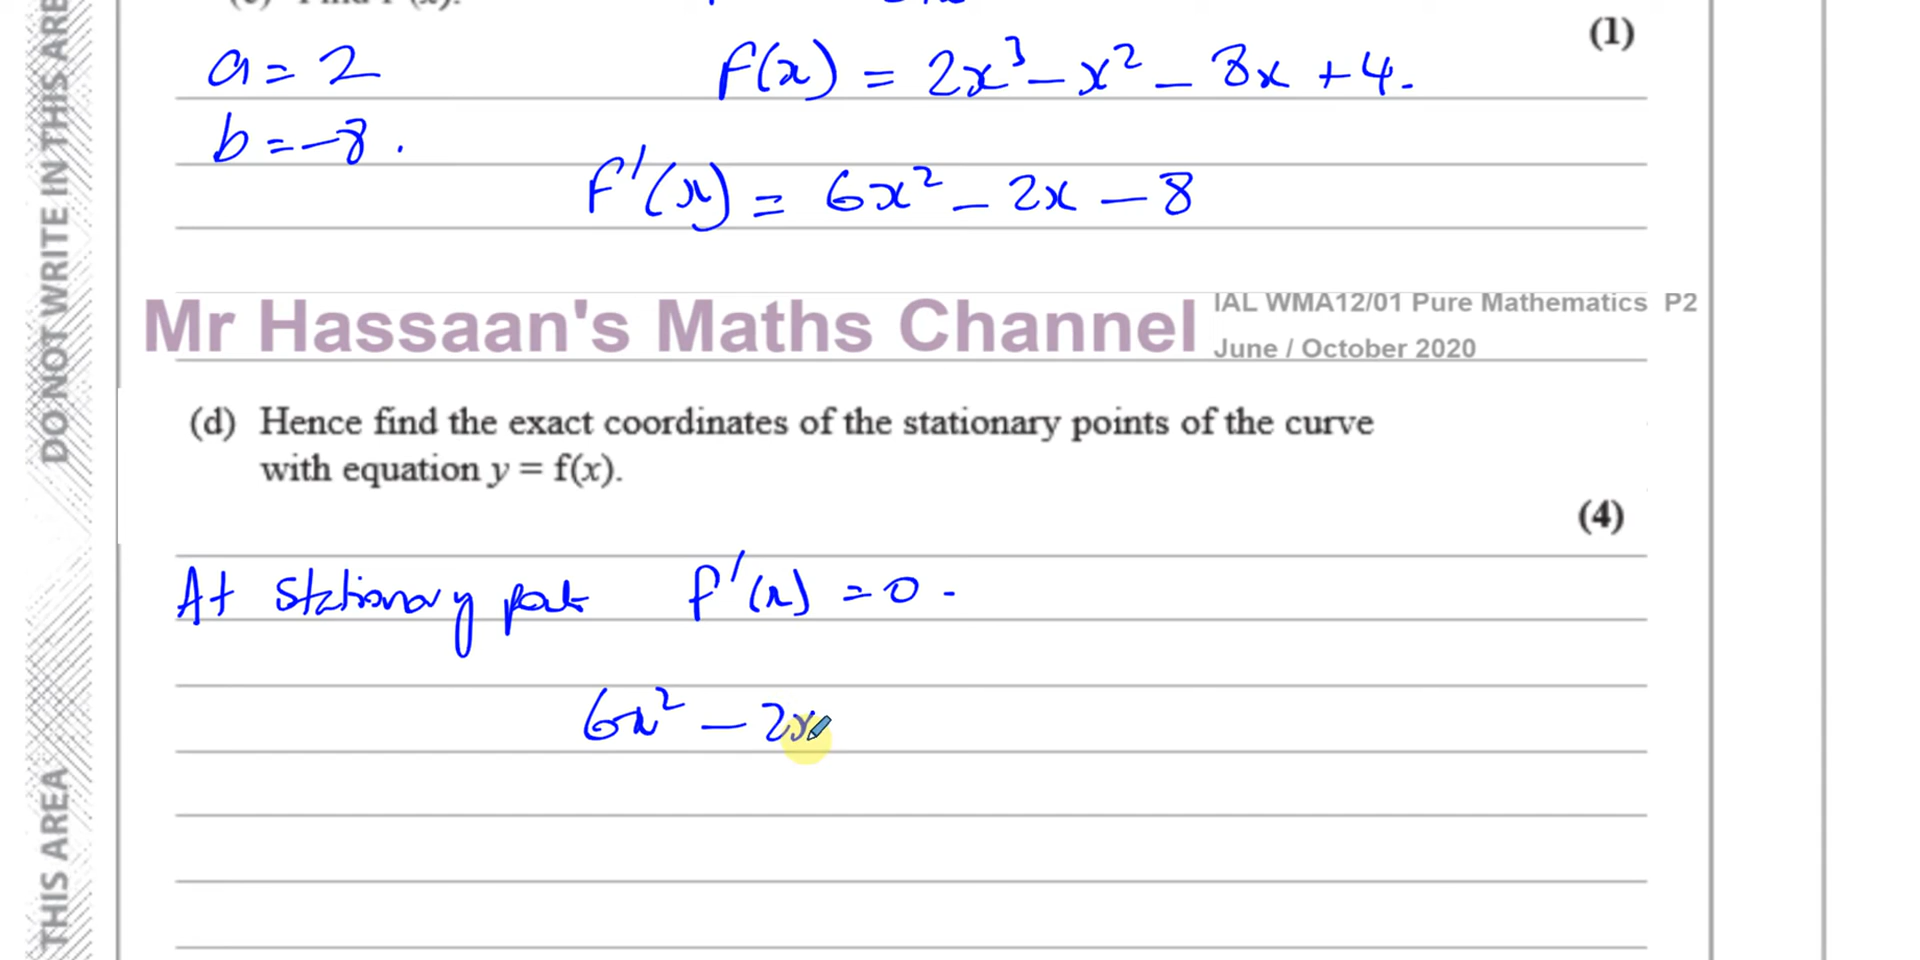 (1)
a = 2
f(x) = 2x³ - x² - 8x + 4.
b = -8.
f'(x) = 6x² - 2x - 8
Mr Hassaan's Maths Channel
IAL WMA12/01 Pure Mathematics P2
June / October 2020
(d) Hence find the exact coordinates of the stationary points of the curve
with equation y = f(x).
(4)
At stationary f'(x) = 0.
6x² - 2x
DO NOT WRITE IN THIS AREA
THIS AREA